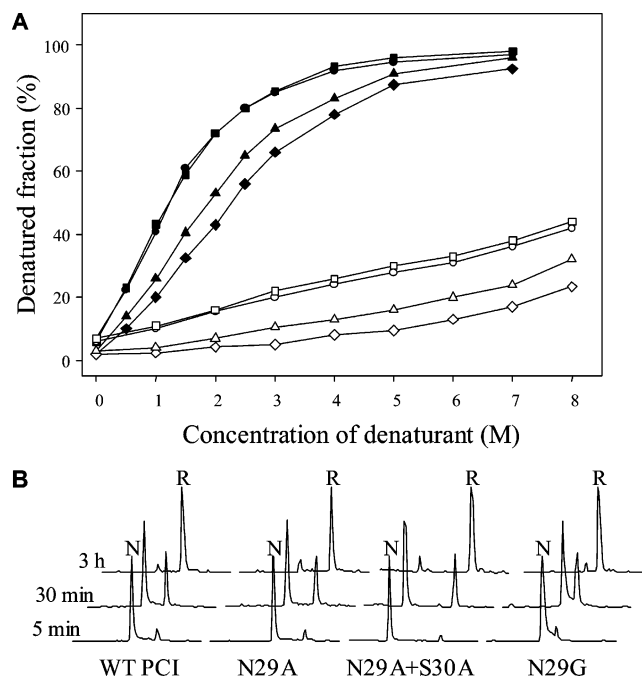 A
100
80
60
40
20
0
Denatured fraction (%)
0 1 2 3 4 5 6 7 8
Concentration of denaturant (M)
B
R R R R
N N N N
3 h
30 min
5 min
WT PCI N29A N29A+S30A N29G